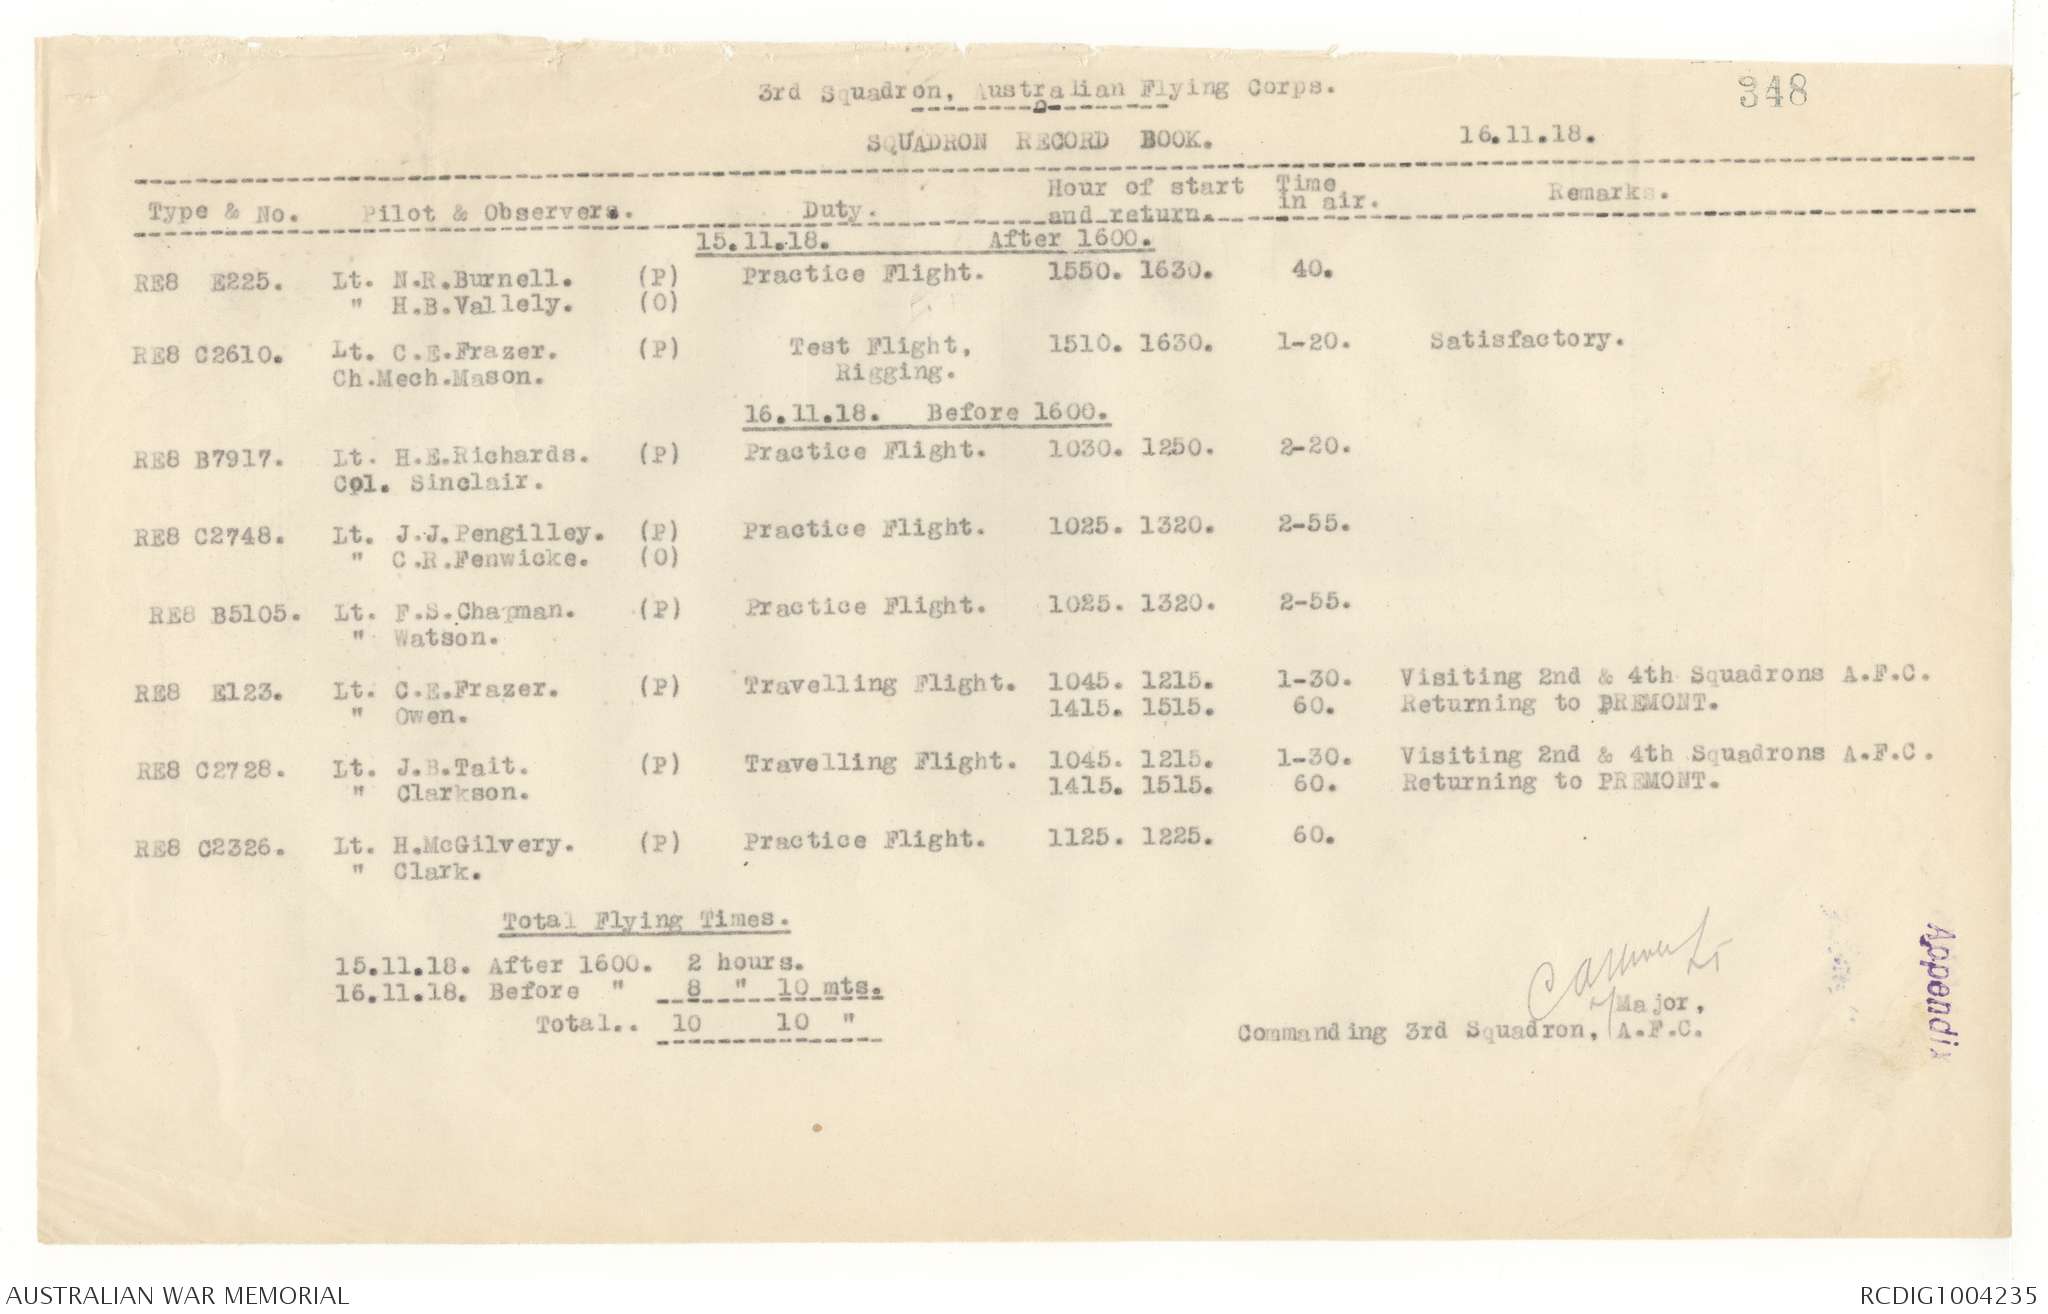 348
3rd Squadron, Australian Flying Corps.
SQUADRON RECORD BOOK. 16.11.18.
Type & No. Pilot & Observers. Duty. Hour of start and return. Time in air. Remarks.
15.11.18. After 1600.
RE8 E225. Lt. N.R.Burnell. (P) Practice Flight. 1550. 1630. 40.
" H.B.Vallely. (O)
RE8 C2610. Lt. C.E.Frazer. (P) Test Flight, 1510. 1630. 1-20. Satisfactory.
Ch.Mech.Mason. Rigging.
16.11.18. Before 1600.
RE8 B7917. Lt. H.E.Richards. (P) Practice Flight. 1030. 1250. 2-20.
Col. Sinclair.
RE8 C2748. Lt. J.J.Pengilley. (P) Practice Flight. 1025. 1320. 2-55.
" C.R.Fenwicke. (O)
RE8 B5105. Lt. F.S.Chapman. (P) Practice Flight. 1025. 1320. 2-55.
" Watson.
RE8 E123. Lt. C.E.Frazer. (P) Travelling Flight. 1045. 1215. 1-30. Visiting 2nd & 4th Squadrons A.F.C.
" Owen. 1415. 1515. 60. Returning to PREMONT.
RE8 C2728. Lt. J.B.Tait. (P) Travelling Flight. 1045. 1215. 1-30. Visiting 2nd & 4th Squadrons A.F.C.
" Clarkson. 1415. 1515. 60. Returning to PREMONT.
RE8 C2326. Lt. H.McGilvery. (P) Practice Flight. 1125. 1225. 60.
" Clark.
Total Flying Times.
15.11.18. After 1600. 2 hours.
16.11.18. Before " 8 " 10 mts.
Total.. 10 10 "
Major,
Commanding 3rd Squadron, A.F.C.
Appendix
AUSTRALIAN WAR MEMORIAL
RCDIG1004235